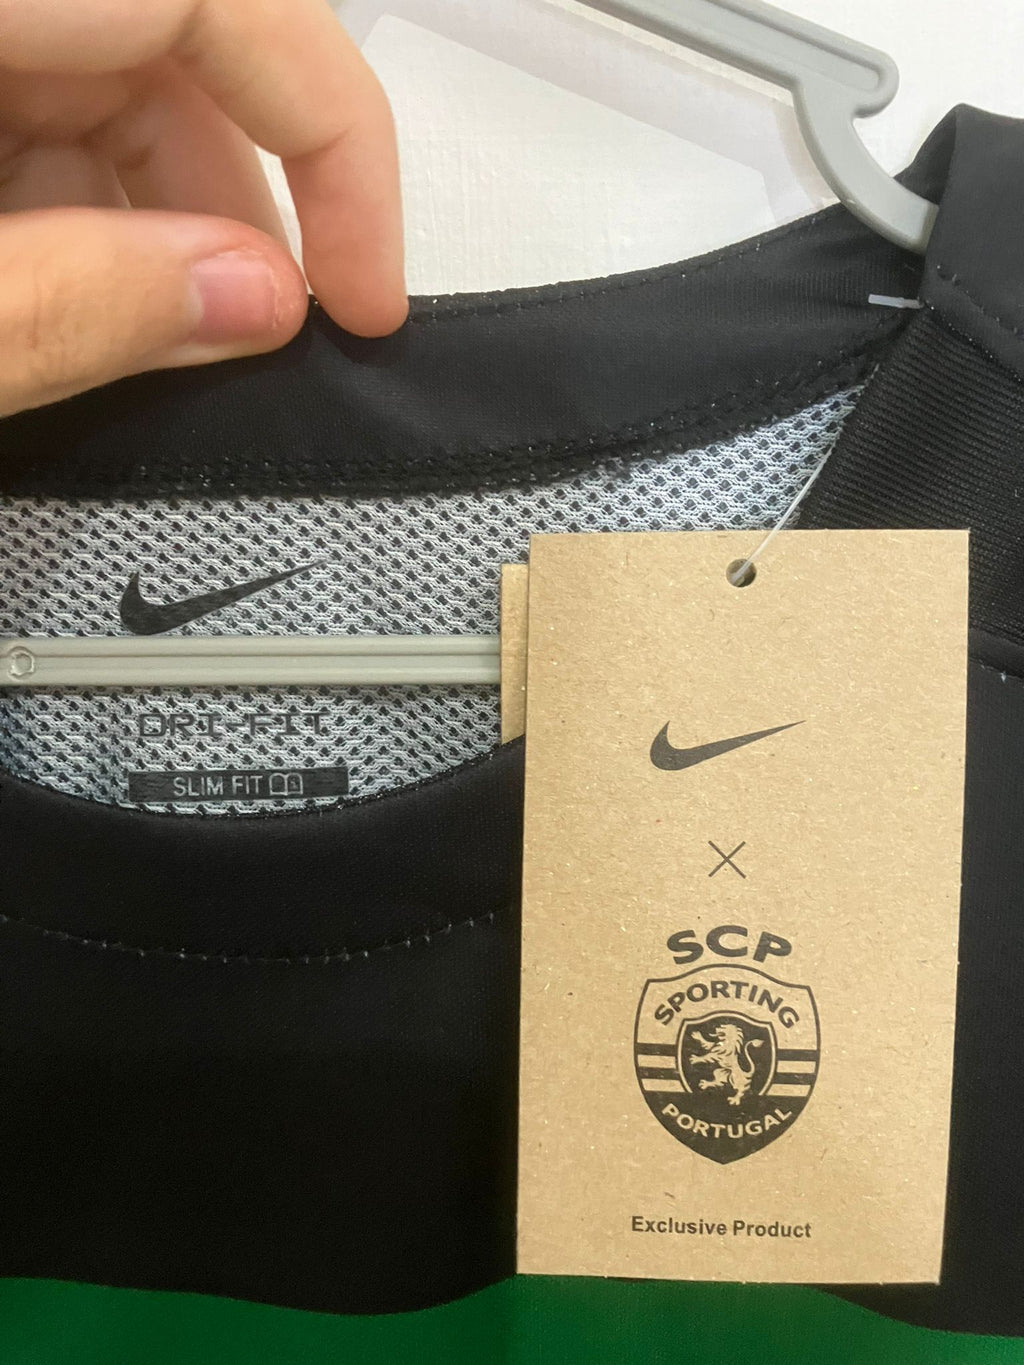 DRI-FIT
SLIM FIT
SCP
SPORTING
PORTUGAL
Exclusive Product